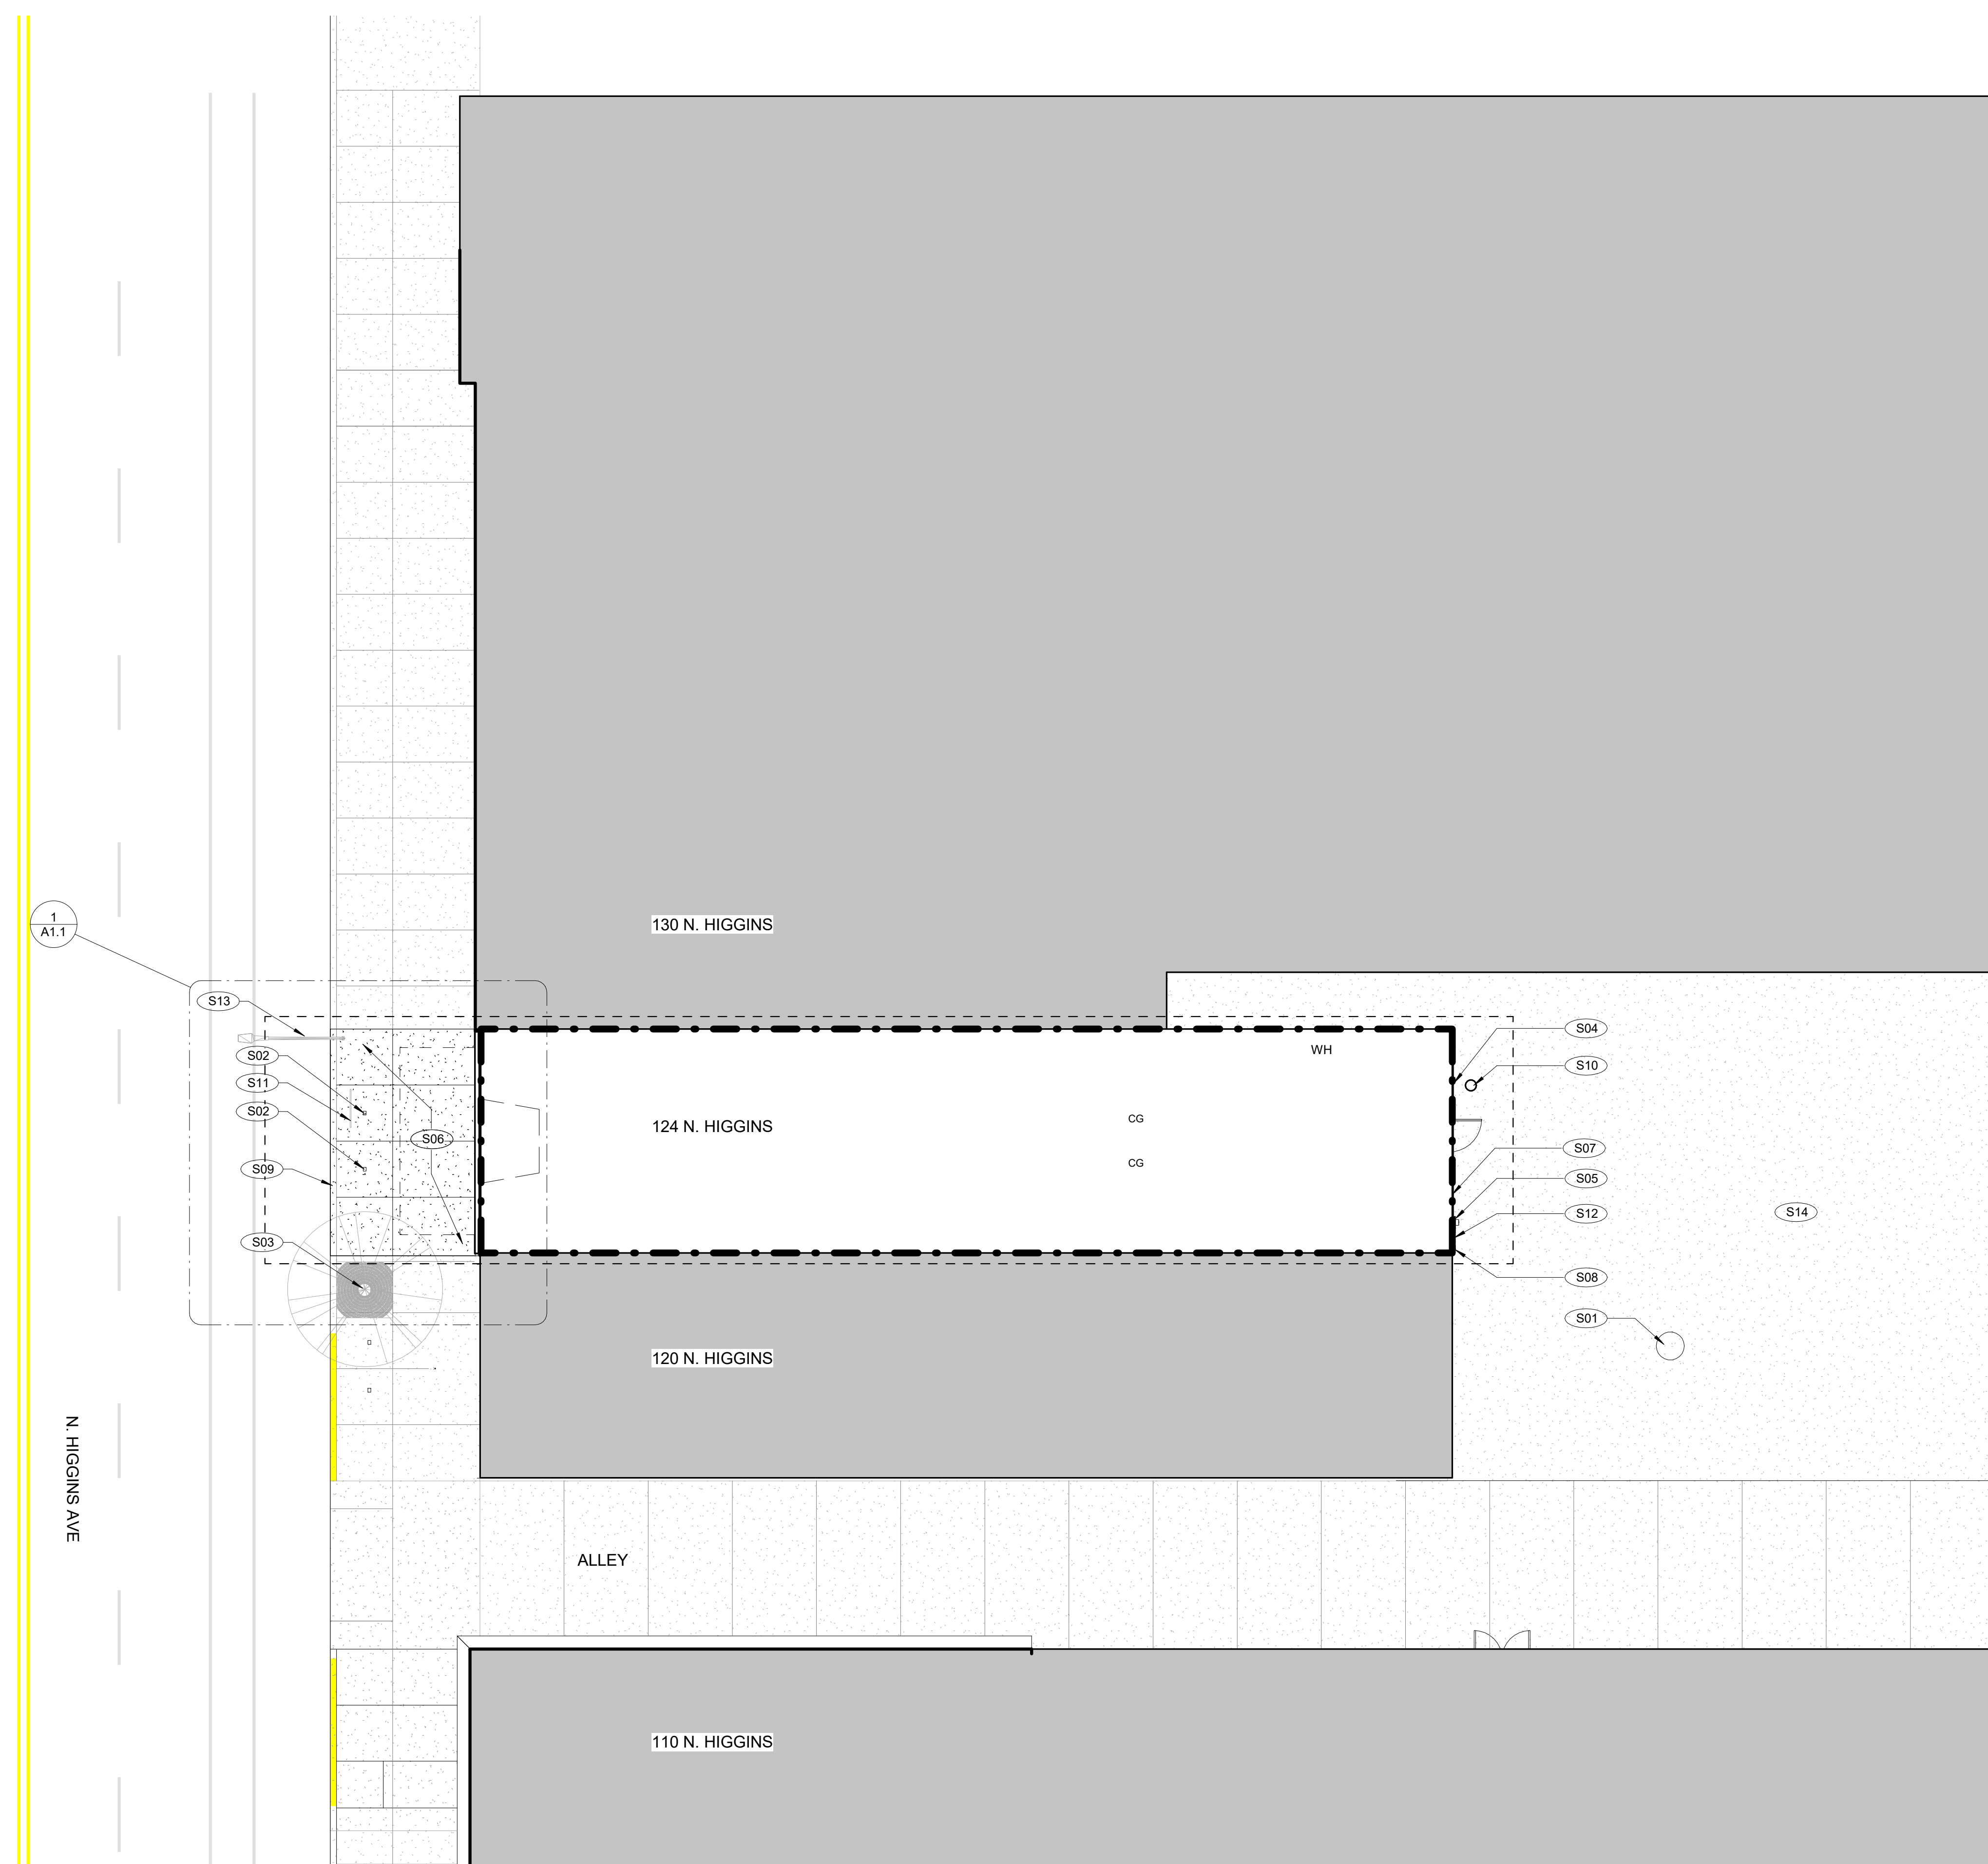 130 N. HIGGINS
1
A1.1
S13
S02
S11
S02
S09
S03
S06
WH
124 N. HIGGINS
CG
CG
S04
S10
S07
S05
S12
S08
S01
S14
120 N. HIGGINS
N. HIGGINS AVE
ALLEY
110 N. HIGGINS